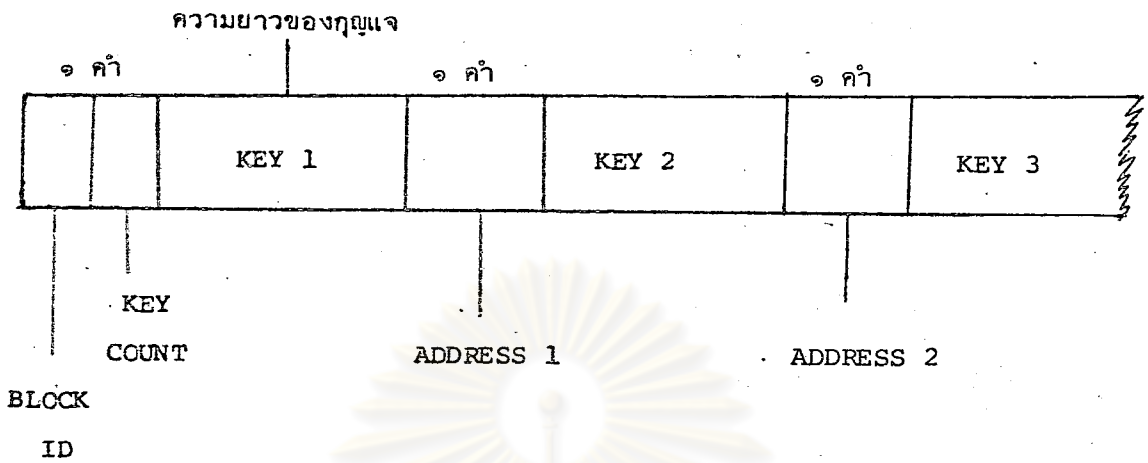 ความยาวของกุญแจ
๑ คำ
๑ คำ
๑ คำ
KEY 1
KEY 2
KEY 3
KEY
COUNT
ADDRESS 1
ADDRESS 2
BLOCK
ID